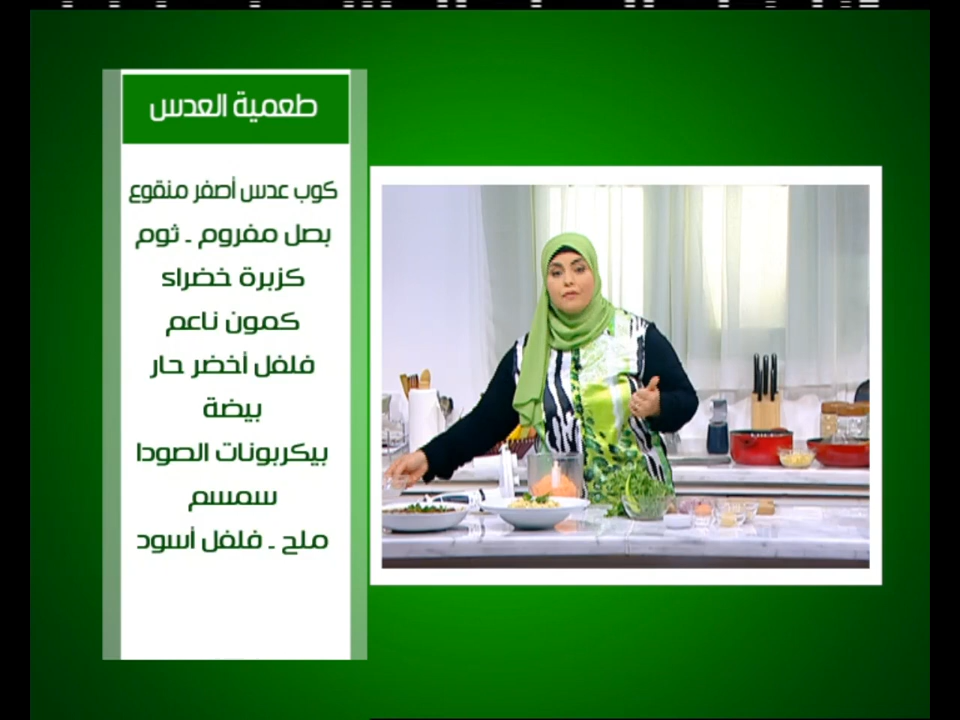 طعمية العدس
كوب عدس أصفر منقوع
بصل مفروم - ثوم
كزبرة خضراء
كمون ناعم
فلفل أخضر حار
بيضة
بيكربونات الصودا
سمسم
ملح - فلفل أسود